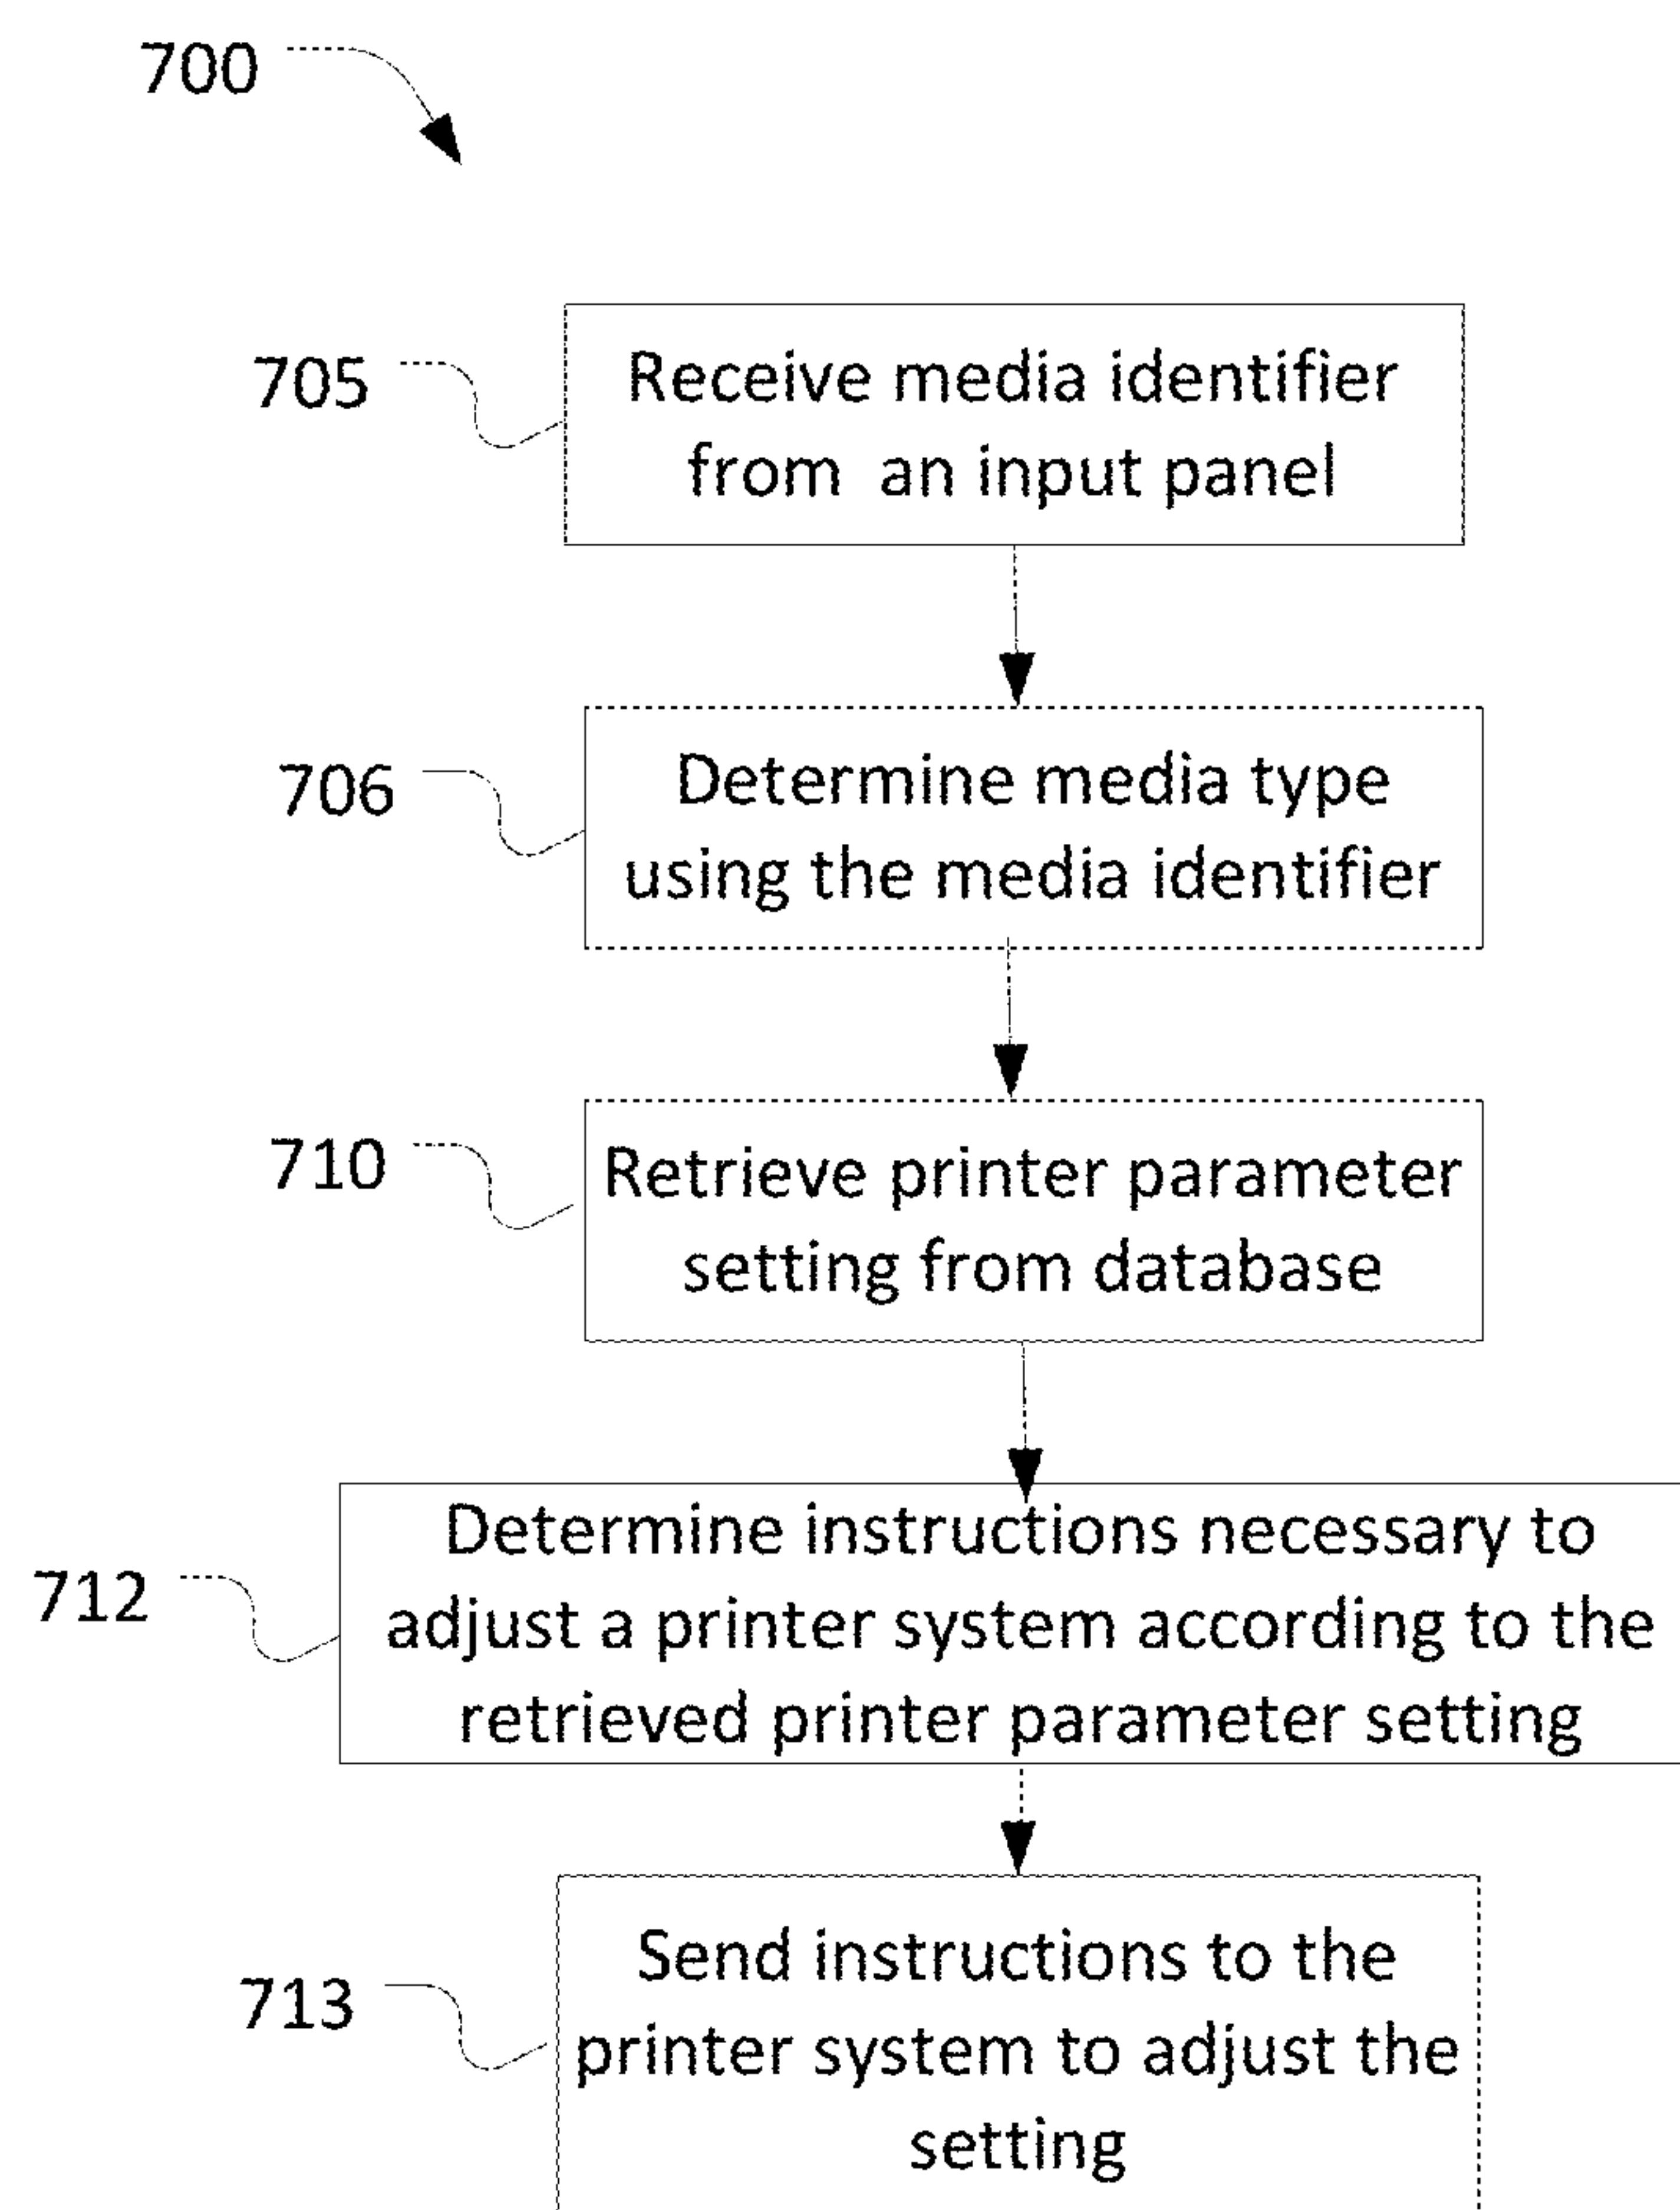 700
705
Receive media identifier
from an input panel
706
Determine media type
using the media identifier
710
Retrieve printer parameter
setting from database
712
Determine instructions necessary to
adjust a printer system according to the
retrieved printer parameter setting
713
Send instructions to the
printer system to adjust the
setting